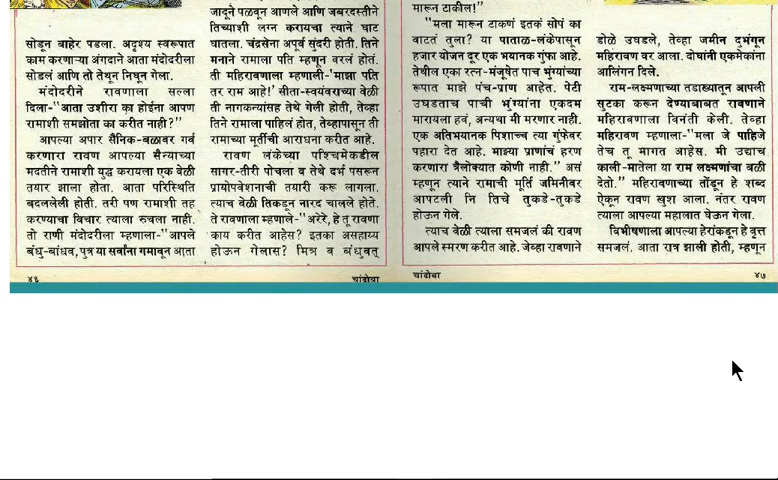 सोडून बाहेर पडला. अदृश्य स्वरूपात
काम करणाऱ्या अंगदाने आता मंदोदरीला
सोडलं आणि तो तेथून निघून गेला.
मंदोदरीने रावणाला सल्ला
दिला-"आता उशीरा का होईना आपण
रामाशी समझोता का करीत नाही?"
आपल्या अपार सैनिक-बळावर गर्व
करणारा रावण आपल्या सैन्याच्या
मदतीने रामाशी युद्ध करायला एक वेळी
तयार झाला होता. आता परिस्थिति
बदललेली होती. तरी पण रामाशी तह
करण्याचा विचार त्याला रुचला नाही.
तो राणी मंदोदरीला म्हणाला-"आपले
बंधु-बांधव,पुत्र या सर्वांना गमावून आता
जादूने पळवून आणले आणि जबरदस्तीने
तिच्याशी लग्न करायचा त्याने घाट
घातला. चंद्रसेना अपूर्व सुंदरी होती. तिने
मनाने रामाला पति म्हणून वरलं होतं.
ती महिरावणाला म्हणाली-'माझा पति
तर राम आहे!' सीता-स्वयंवराच्या वेळी
ती नागकन्यांसह तेथे गेली होती, तेव्हा
तिने रामाला पाहिलं होत, तेव्हापासून ती
रामाच्या मूर्तीची आराधना करीत आहे.
रावण लंकेच्या पश्चिमेकडील
सागर-तीरी पोचला व तेथे दर्भ पसरून
प्रायोपवेशनाची तयारी करू लागला.
त्याच वेळी तिकडून नारद चालले होते.
ते रावणाला म्हणाले-"अरेरे, हे तू रावणा
काय करीत आहेस? इतका असहाय्य
होऊन गेलास? मित्र व बंधुवत्
४६ चांदोबा
मारून टाकील!"
"मला मारून टाकणं इतकं सोपं का
वाटतं तुला? या पाताळ-लंकेपासून
हजार योजन दूर एक भयानक गुंफा आहे.
तेथील एका रत्न-मंजूषेत पाच भुंग्यांच्या
रूपात माझे पंच-प्राण आहेत. पेटी
उघडताच पाची भुंग्यांना एकदम
मारायला हवं, अन्यथा मी मरणार नाही.
एक अतिभयानक पिशाच्च त्या गुंफेवर
पहारा देत आहे. माझ्या प्राणांचं हरण
करणारा त्रैलोक्यात कोणी नाही." असं
म्हणून त्याने रामाची मूर्ति जमिनीवर
आपटली नि तिचे तुकडे-तुकडे
होऊन गेले.
त्याच वेळी त्याला समजलं की रावण
आपले स्मरण करीत आहे. जेव्हा रावणाने
डोळे उघडले, तेव्हा जमीन दुभंगून
महिरावण वर आला. दोघांनी एकमेकांना
आलिंगन दिले.
राम-लक्ष्मणाच्या तडाख्यातून आपली
सुटका करून देण्याबाबत रावणाने
महिरावणाला विनंती केली. तेव्हा
महिरावण म्हणाला-"मला जे पाहिजे
तेच तू मागत आहेस. मी उद्याच
काली-मातेला या राम लक्ष्मणांचा बळी
देतो." महिरावणाच्या तोंडून हे शब्द
ऐकून रावण खुश आला. नंतर रावण
त्याला आपल्या महालात घेऊन गेला.
विभीषणाला आपल्या हेरांकडून हे वृत्त
समजलं. आता रात्र झाली होती, म्हणून
चांदोबा ४७